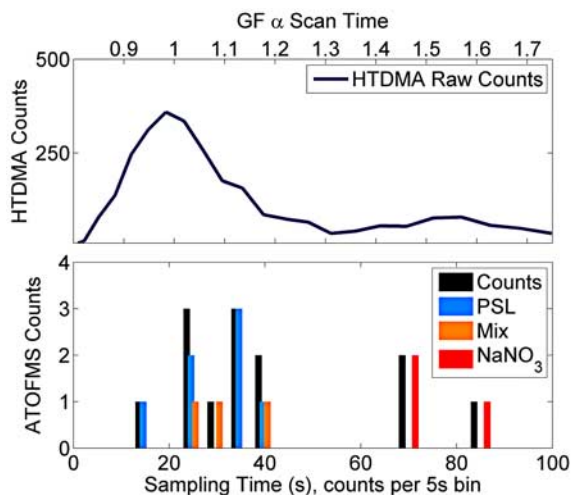 GF α Scan Time
0.9 1 1.1 1.2 1.3 1.4 1.5 1.6 1.7
500
250
HTDMA Counts
HTDMA Raw Counts
4
3
2
1
0
ATOFMS Counts
Counts
PSL
Mix
NaNO₃
0 20 40 60 80 100
Sampling Time (s), counts per 5s bin